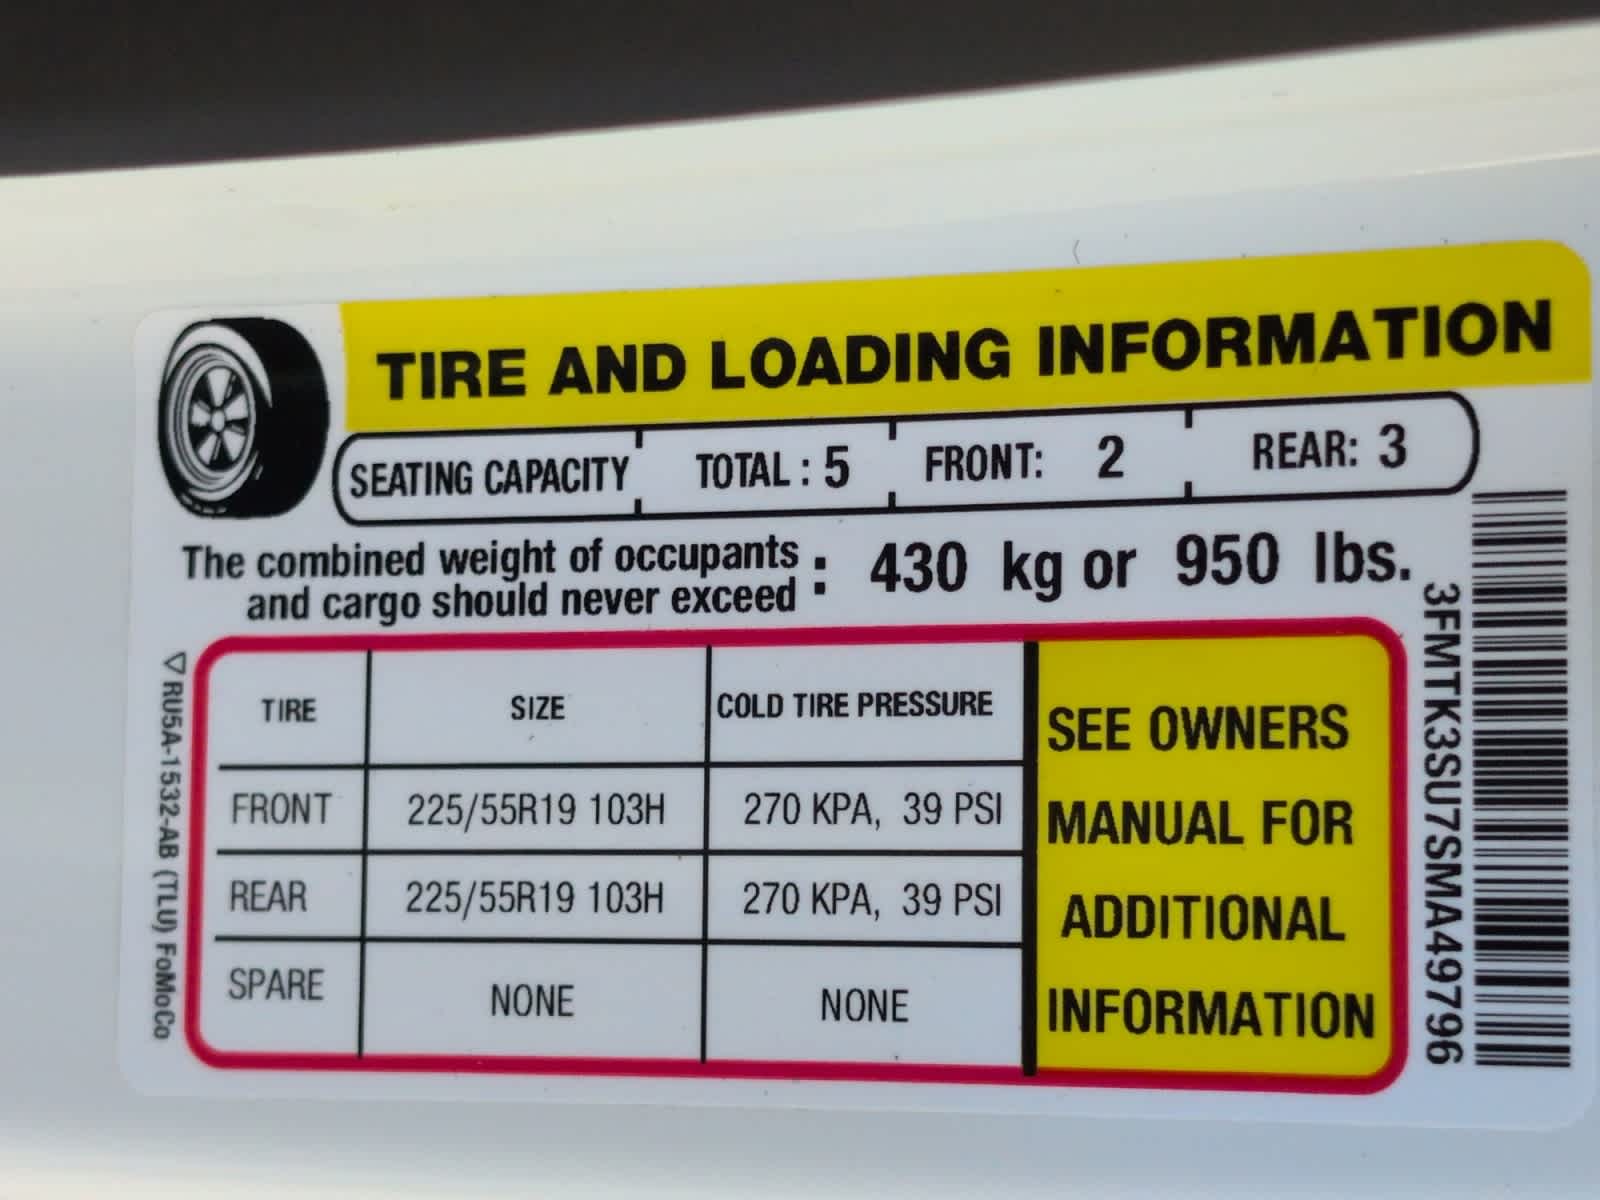 TIRE AND LOADING INFORMATION
SEATING CAPACITY TOTAL : 5 FRONT: 2 REAR: 3
The combined weight of occupants
and cargo should never exceed : 430 kg or 950 lbs.
TIRE SIZE COLD TIRE PRESSURE
FRONT 225/55R19 103H 270 KPA, 39 PSI
REAR 225/55R19 103H 270 KPA, 39 PSI
SPARE NONE NONE
SEE OWNERS
MANUAL FOR
ADDITIONAL
INFORMATION
RU5A-1532-AB (TLU) FoMoCo
3FMTK3SU7SMA49796